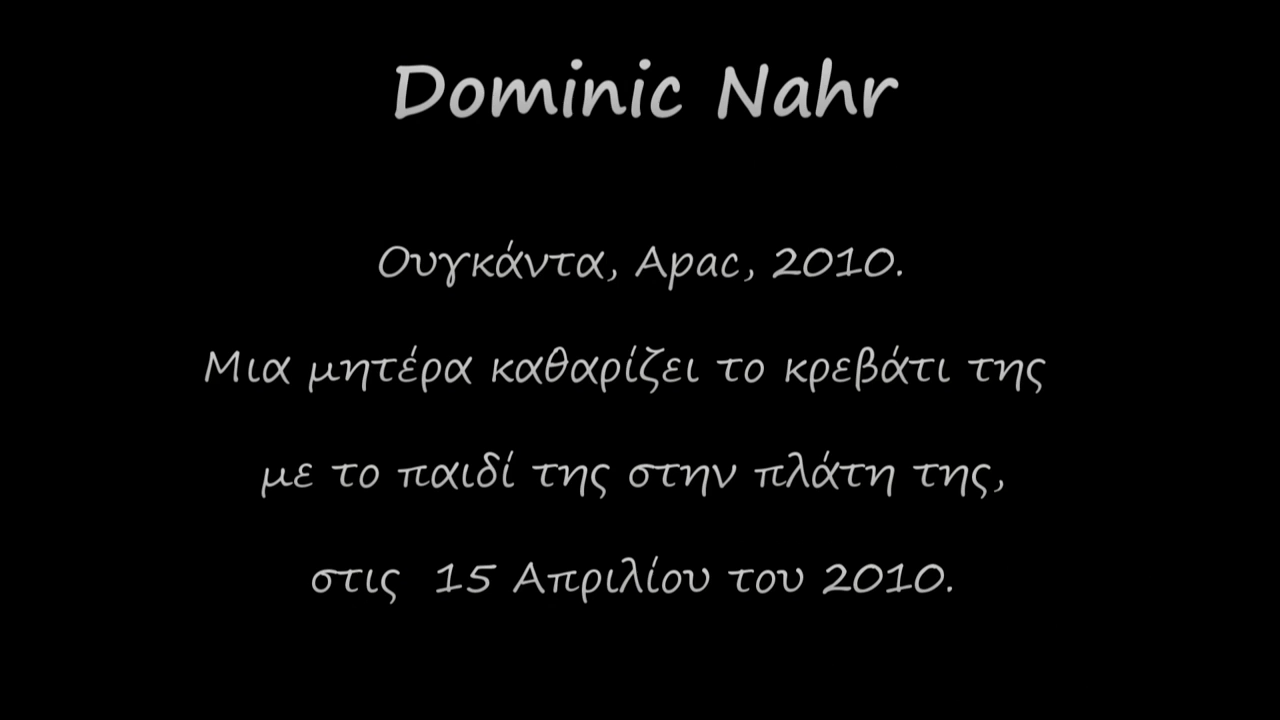 Dominic Nahr
Ουγκάντα, Apac, 2010.
Μια μητέρα καθαρίζει το κρεβάτι της
με το παιδί της στην πλάτη της,
στις 15 Απριλίου του 2010.